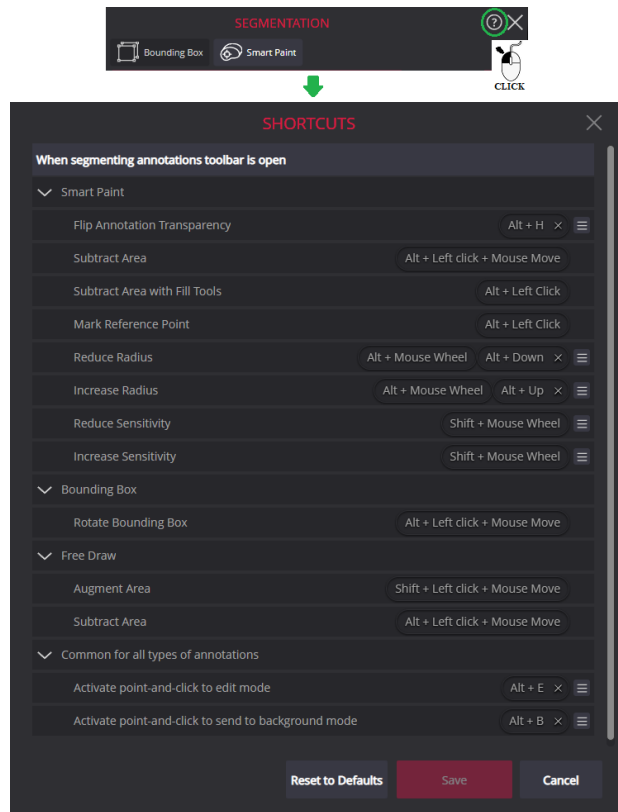 SEGMENTATION
?
Bounding Box Smart Paint
CLICK
SHORTCUTS
When segmenting annotations toolbar is open
Smart Paint
Flip Annotation Transparency Alt + H
Subtract Area Alt + Left click + Mouse Move
Subtract Area with Fill Tools Alt + Left Click
Mark Reference Point Alt + Left Click
Reduce Radius Alt + Mouse Wheel Alt + Down
Increase Radius Alt + Mouse Wheel Alt + Up
Reduce Sensitivity Shift + Mouse Wheel
Increase Sensitivity Shift + Mouse Wheel
Bounding Box
Rotate Bounding Box Alt + Left click + Mouse Move
Free Draw
Augment Area Shift + Left click + Mouse Move
Subtract Area Alt + Left click + Mouse Move
Common for all types of annotations
Activate point-and-click to edit mode Alt + E
Activate point-and-click to send to background mode Alt + B
Reset to Defaults Save Cancel